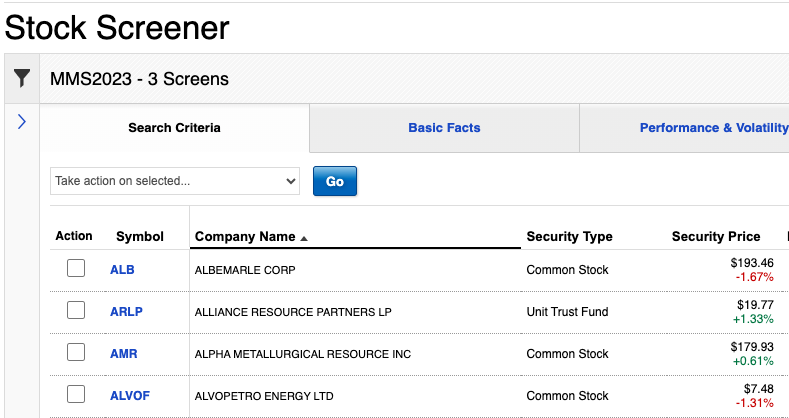 Stock Screener
MMS2023 - 3 Screens
Search Criteria Basic Facts Performance & Volatility
Take action on selected... Go
Action Symbol Company Name Security Type Security Price
ALB ALBEMARLE CORP Common Stock $193.46
-1.67%
ARLP ALLIANCE RESOURCE PARTNERS LP Unit Trust Fund $19.77
+1.33%
AMR ALPHA METALLURGICAL RESOURCE INC Common Stock $179.93
+0.61%
ALVOF ALVOPETRO ENERGY LTD Common Stock $7.48
-1.31%